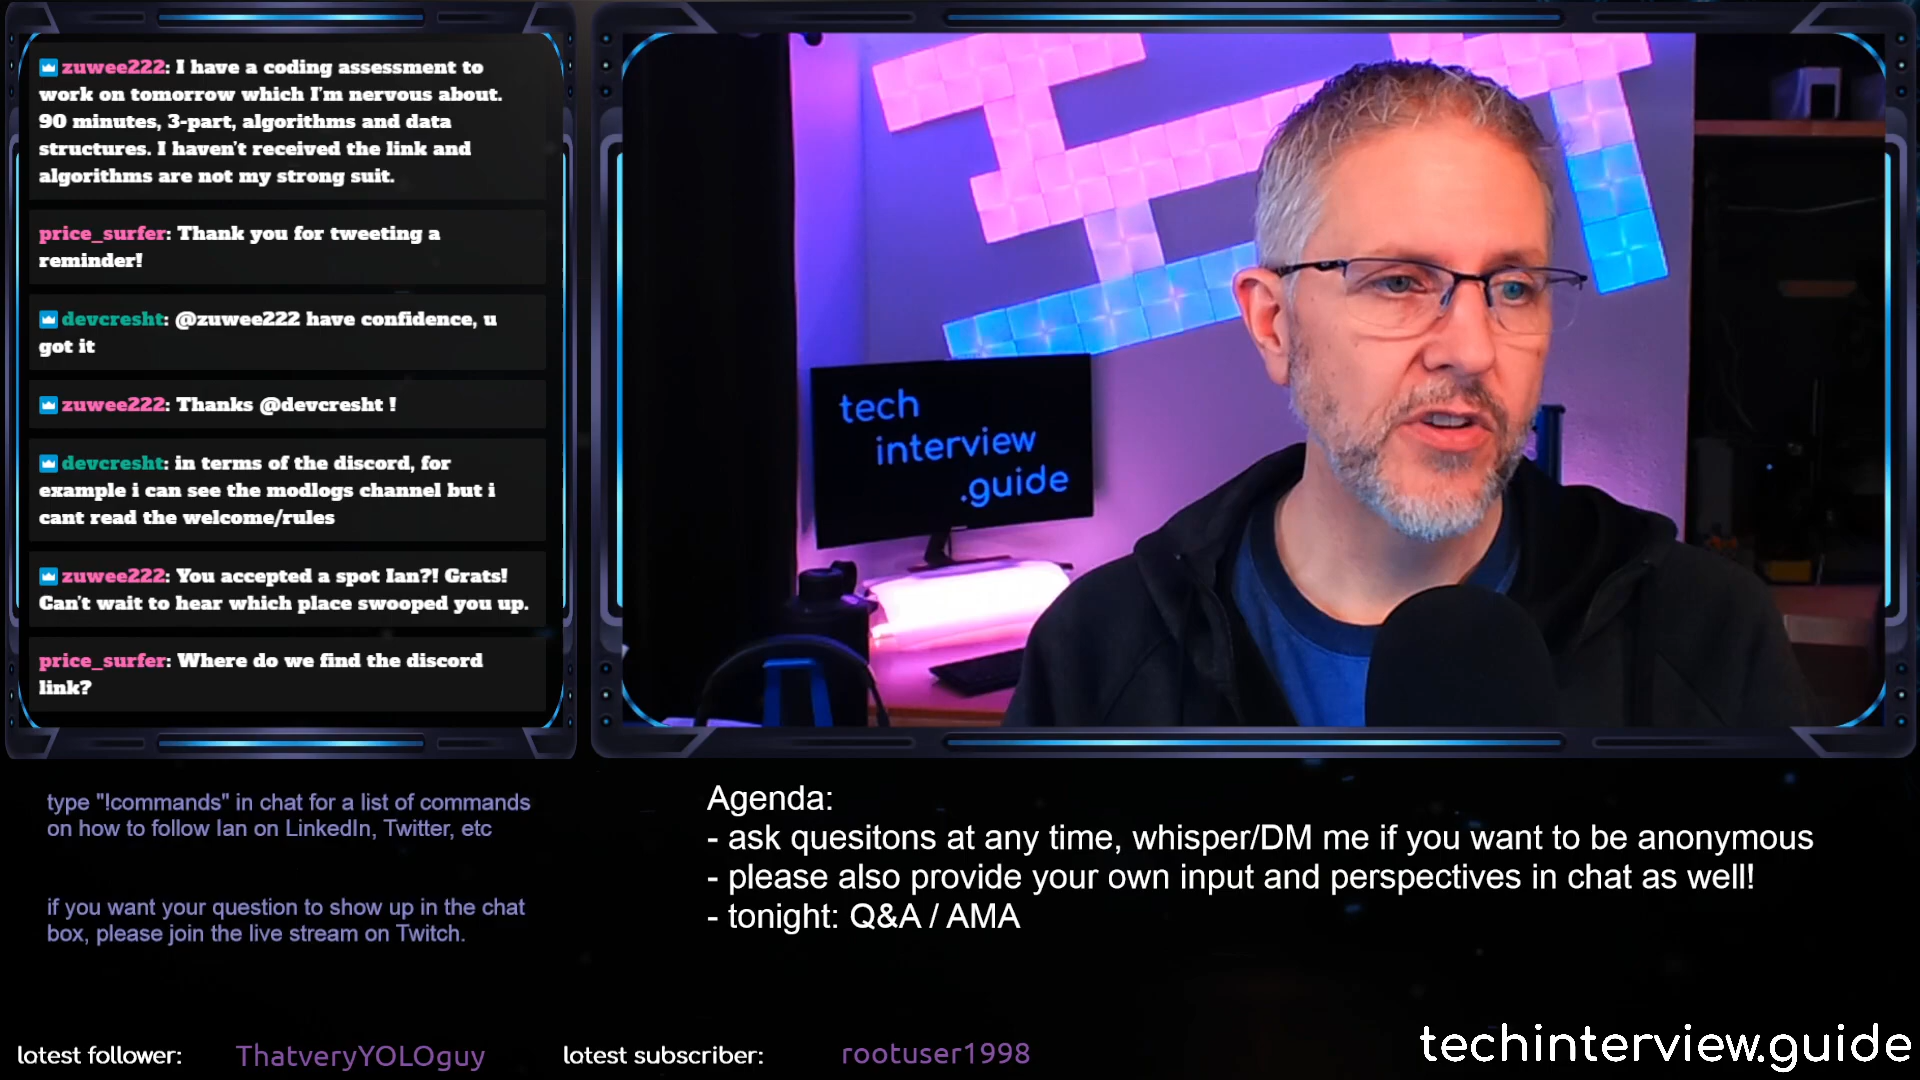 zuwee222: I have a coding assessment to
work on tomorrow which I'm nervous about.
90 minutes, 3-part, algorithms and data
structures. I haven't received the link and
algorithms are not my strong suit.
price_surfer: Thank you for tweeting a
reminder!
devcresht: @zuwee222 have confidence, u
got it
zuwee222: Thanks @devcresht !
devcresht: in terms of the discord, for
example i can see the modlogs channel but i
cant read the welcome/rules
zuwee222: You accepted a spot Ian?! Grats!
Can't wait to hear which place swooped you up.
price_surfer: Where do we find the discord
link?
tech
interview
.guide
type "!commands" in chat for a list of commands
on how to follow Ian on LinkedIn, Twitter, etc
if you want your question to show up in the chat
box, please join the live stream on Twitch.
Agenda:
- ask quesitons at any time, whisper/DM me if you want to be anonymous
- please also provide your own input and perspectives in chat as well!
- tonight: Q&A / AMA
latest follower: ThatveryYOLOguy
latest subscriber: rootuser1998
techinterview.guide